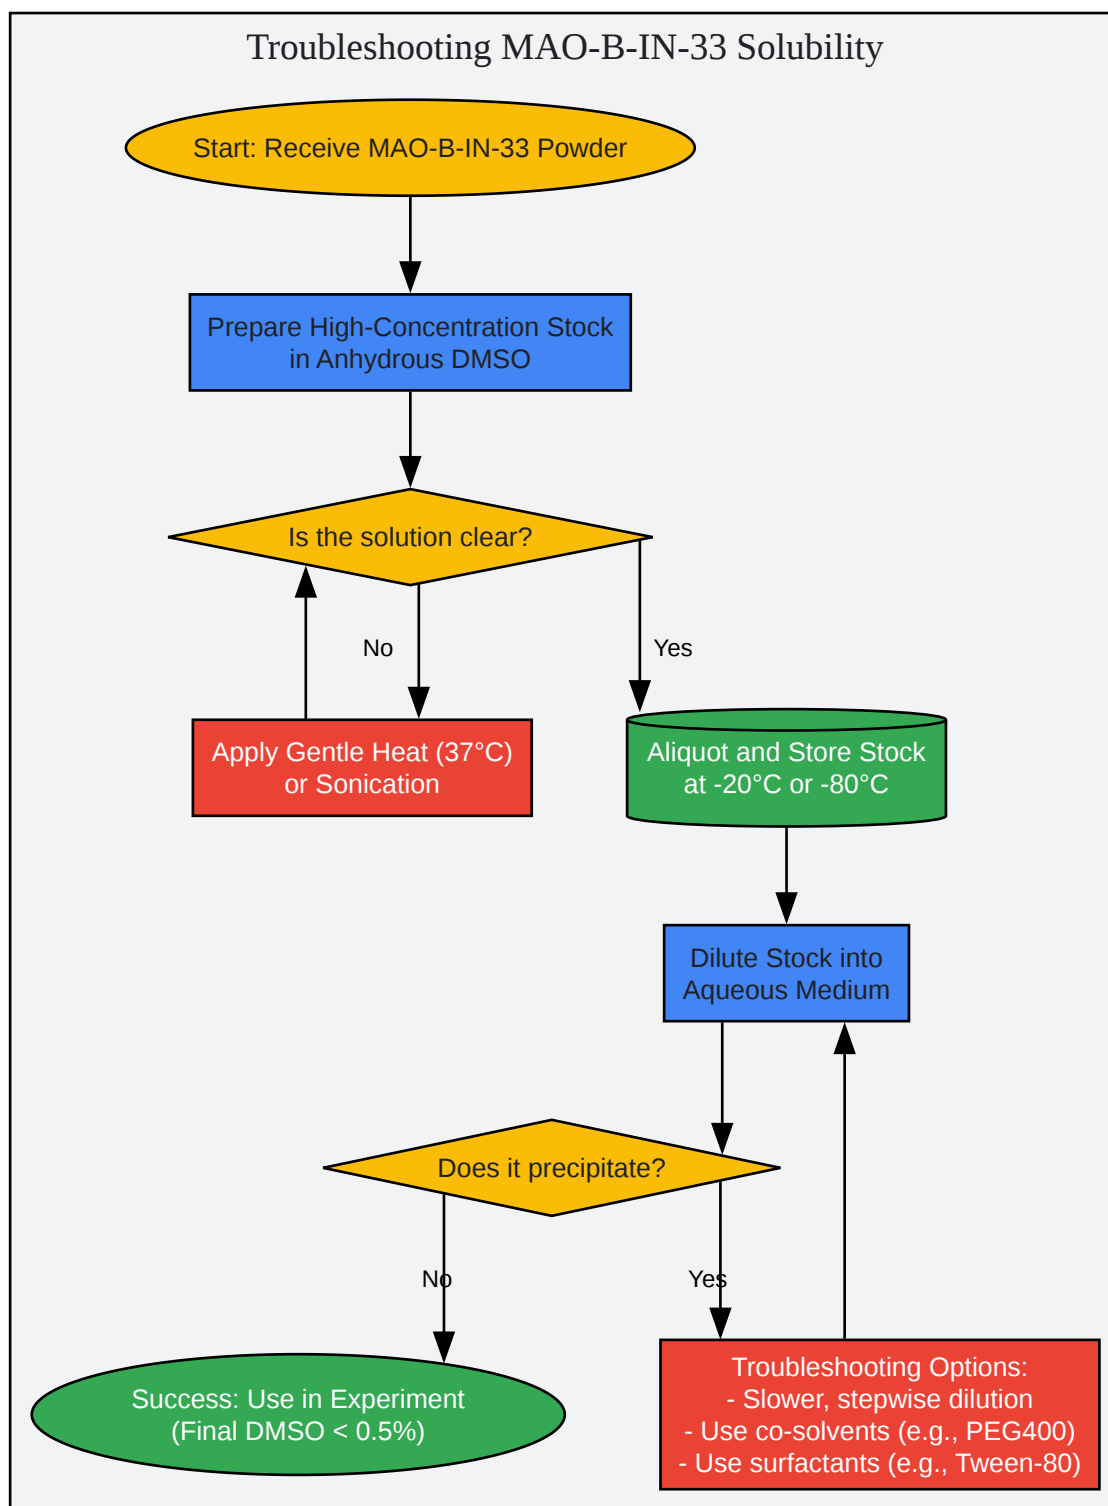 Troubleshooting MAO-B-IN-33 Solubility
Start: Receive MAO-B-IN-33 Powder
Prepare High-Concentration Stock
in Anhydrous DMSO
Is the solution clear?
No
Yes
Apply Gentle Heat (37°C)
or Sonication
Aliquot and Store Stock
at -20°C or -80°C
Dilute Stock into
Aqueous Medium
Does it precipitate?
No
Yes
Success: Use in Experiment
(Final DMSO < 0.5%)
Troubleshooting Options:
- Slower, stepwise dilution
- Use co-solvents (e.g., PEG400)
- Use surfactants (e.g., Tween-80)